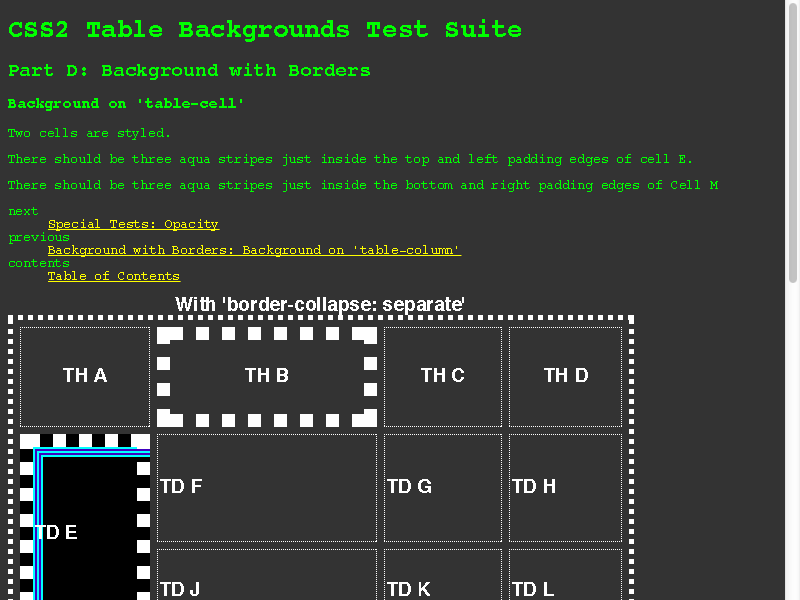 CSS2 Table Backgrounds Test Suite
Part D: Background with Borders
Background on 'table-cell'
Two cells are styled.
There should be three aqua stripes just inside the top and left padding edges of cell E.
There should be three aqua stripes just inside the bottom and right padding edges of Cell M
next
Special Tests: Opacity
previous
Background with Borders: Background on 'table-column'
contents
Table of Contents
With 'border-collapse: separate'
TH A TH B TH C TH D
TD F TD G TD H
TD E
TD J TD K TD L